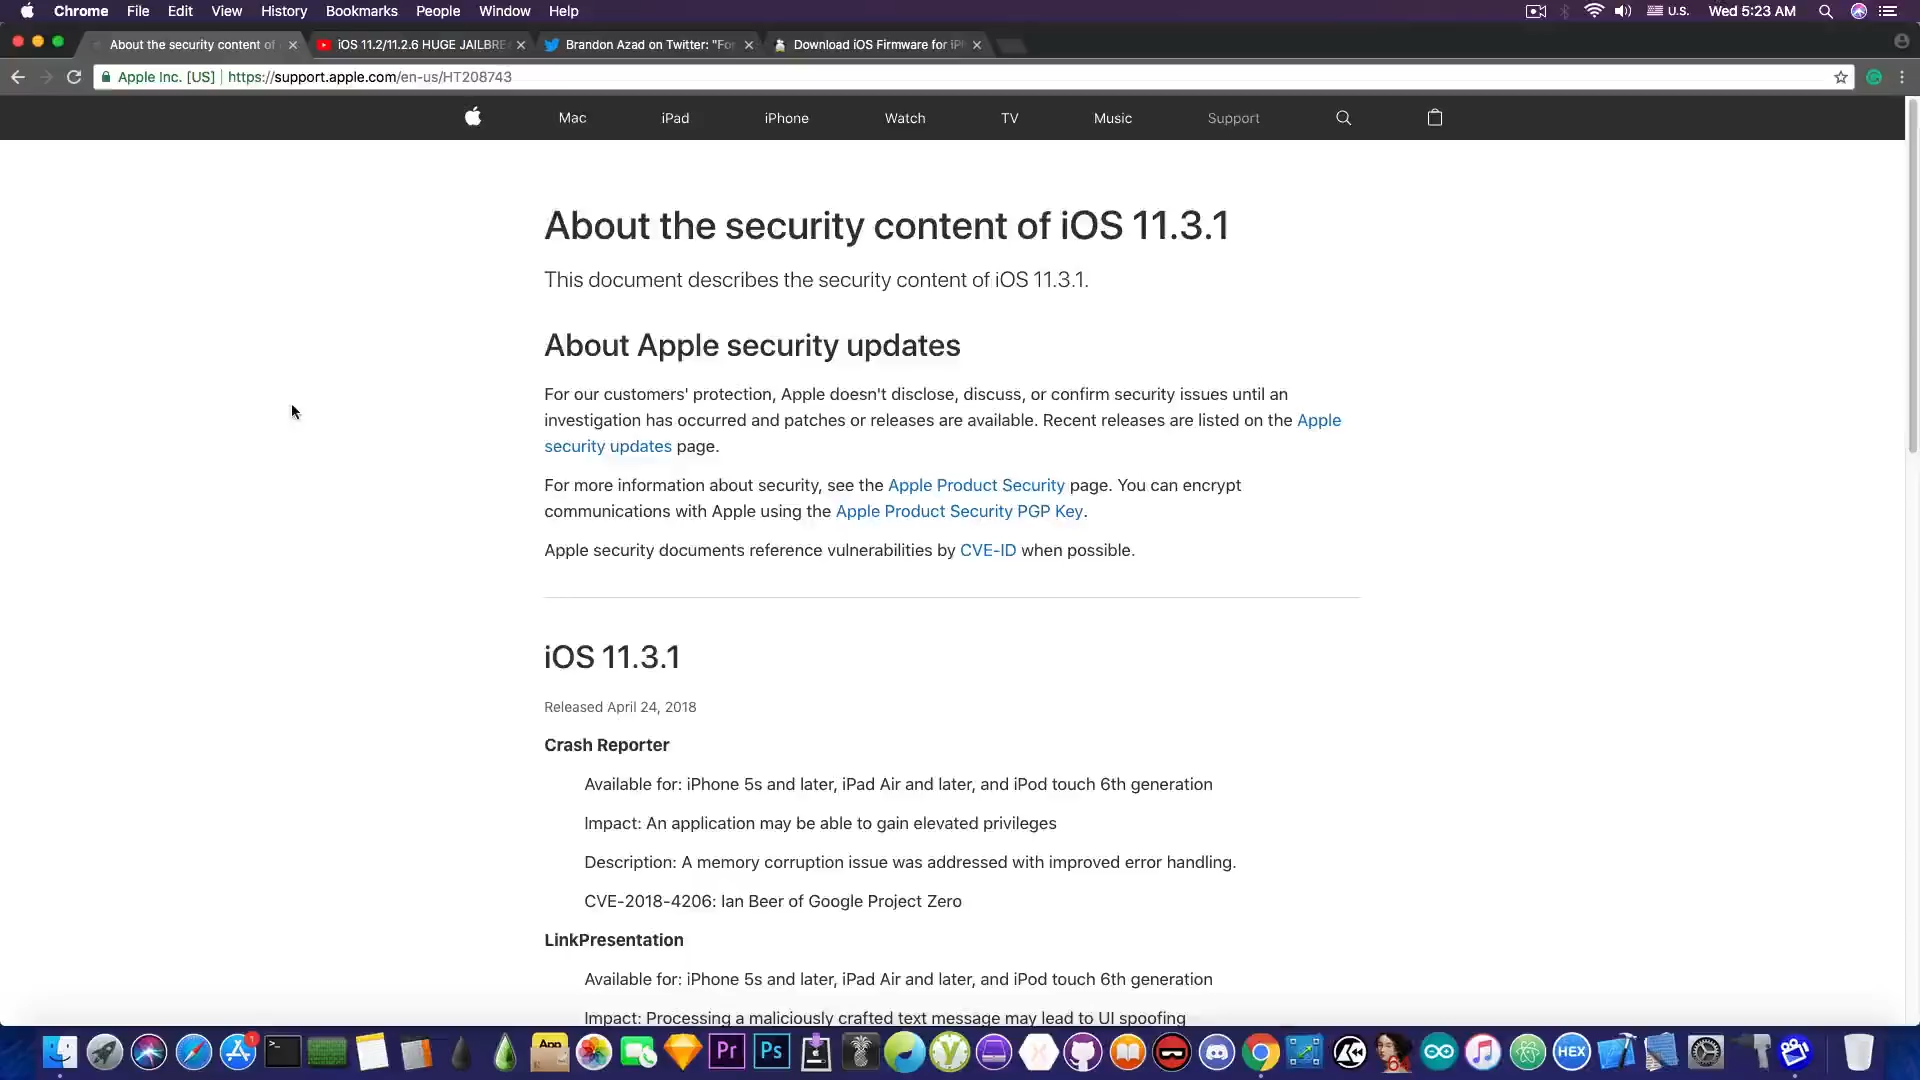 Chrome File Edit View History Bookmarks People Window Help U.S. Wed 5:23 AM
About the security content of iOS 11.2/11.2.6 HUGE JAILBRE Brandon Azad on Twitter: "For Download iOS Firmware for iP
Apple Inc. [US] https://support.apple.com/en-us/HT208743
Mac iPad iPhone Watch TV Music Support
About the security content of iOS 11.3.1
This document describes the security content of iOS 11.3.1.
About Apple security updates
For our customers' protection, Apple doesn't disclose, discuss, or confirm security issues until an
investigation has occurred and patches or releases are available. Recent releases are listed on the Apple
security updates page.
For more information about security, see the Apple Product Security page. You can encrypt
communications with Apple using the Apple Product Security PGP Key.
Apple security documents reference vulnerabilities by CVE-ID when possible.
iOS 11.3.1
Released April 24, 2018
Crash Reporter
Available for: iPhone 5s and later, iPad Air and later, and iPod touch 6th generation
Impact: An application may be able to gain elevated privileges
Description: A memory corruption issue was addressed with improved error handling.
CVE-2018-4206: Ian Beer of Google Project Zero
LinkPresentation
Available for: iPhone 5s and later, iPad Air and later, and iPod touch 6th generation
Impact: Processing a maliciously crafted text message may lead to UI spoofing
1 App Pr Ps HEX